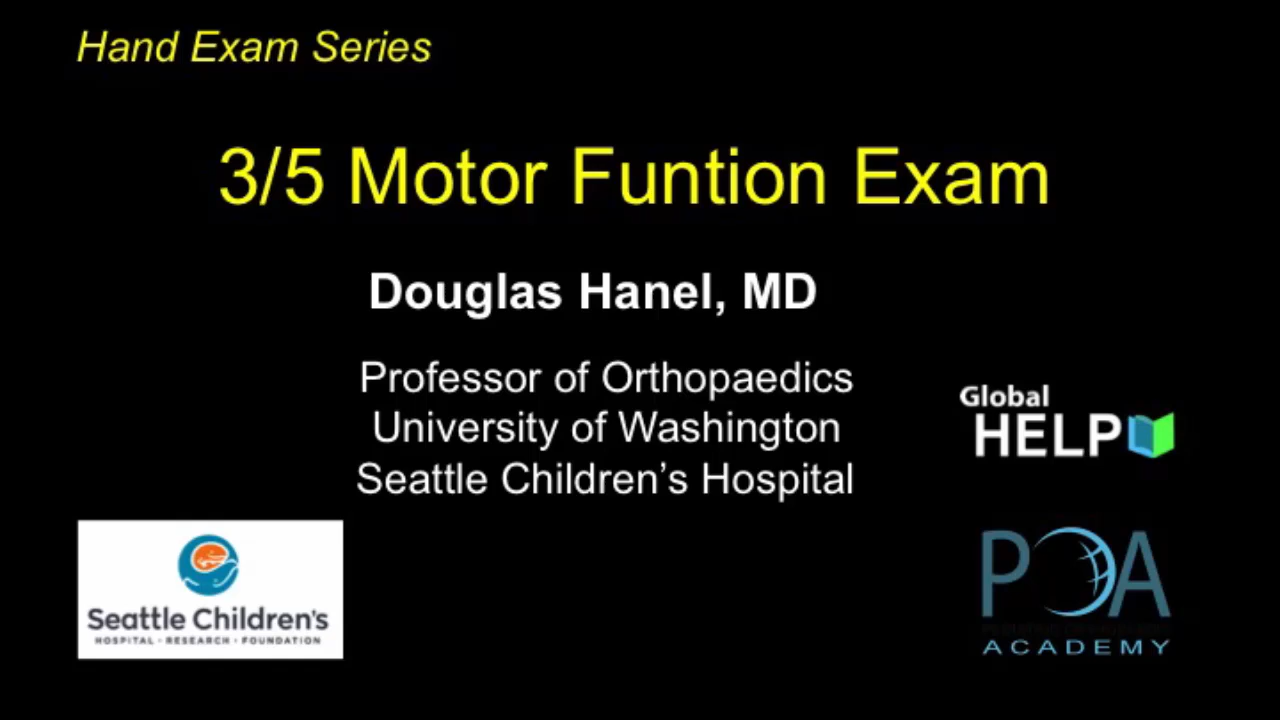 Hand Exam Series
3/5 Motor Funtion Exam
Douglas Hanel, MD
Professor of Orthopaedics
University of Washington
Seattle Children’s Hospital
Global
HELP
Seattle Children's
HOSPITAL · RESEARCH · FOUNDATION
POA
ACADEMY